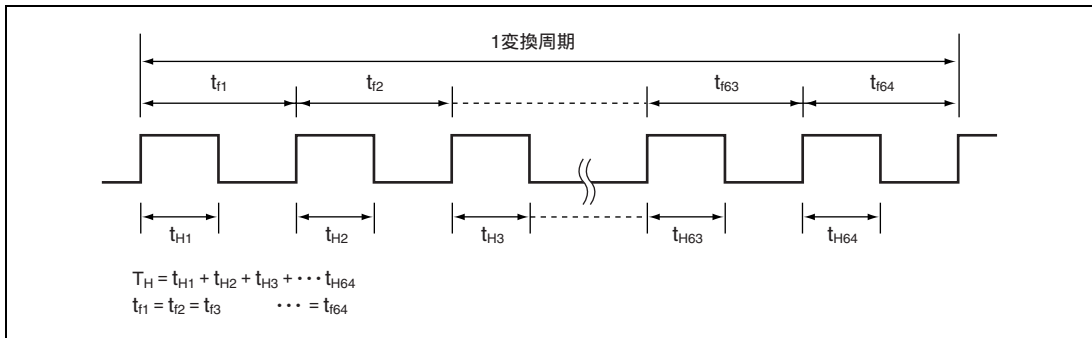 1変換周期
tf1 tf2 tf63 tf64
tH1 tH2 tH3 tH63 tH64
TH = tH1 + tH2 + tH3 + ･･･ tH64
tf1 = tf2 = tf3 ･･･ = tf64